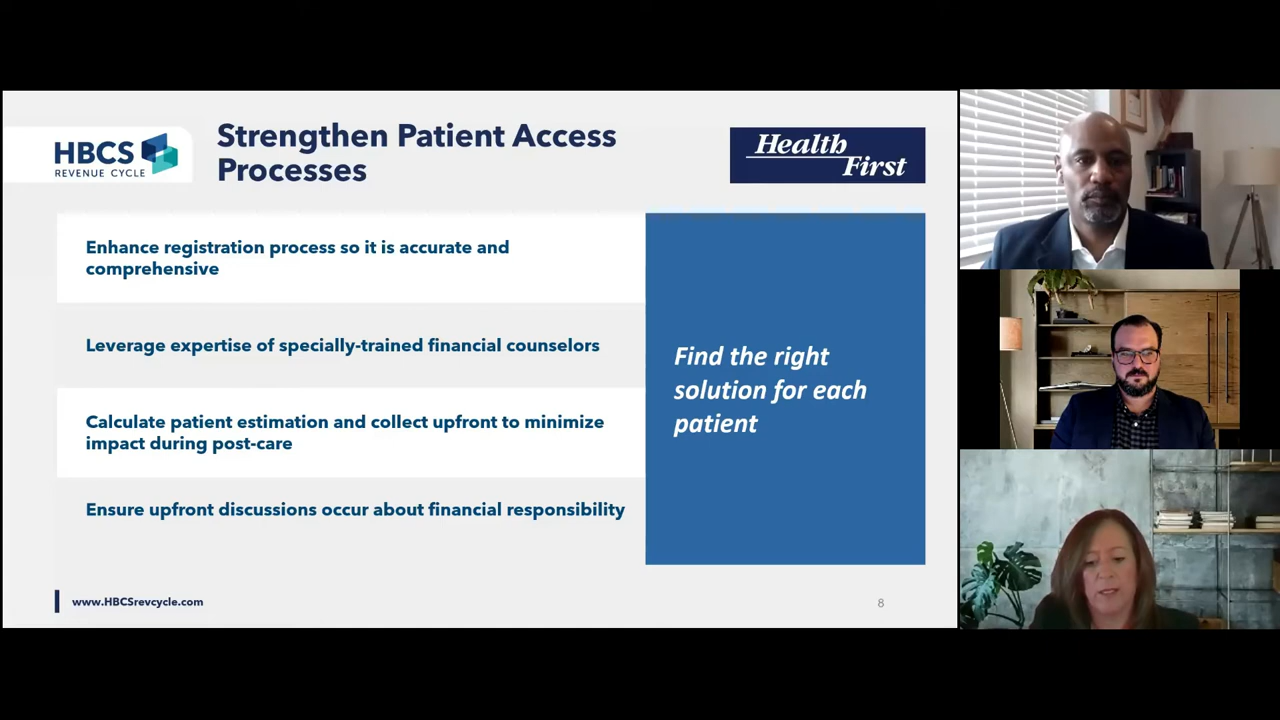 HBCS
REVENUE CYCLE
Strengthen Patient Access
Processes
Health
First
Enhance registration process so it is accurate and
comprehensive
Leverage expertise of specially-trained financial counselors
Calculate patient estimation and collect upfront to minimize
impact during post-care
Ensure upfront discussions occur about financial responsibility
Find the right
solution for each
patient
www.HBCSrevcycle.com
8